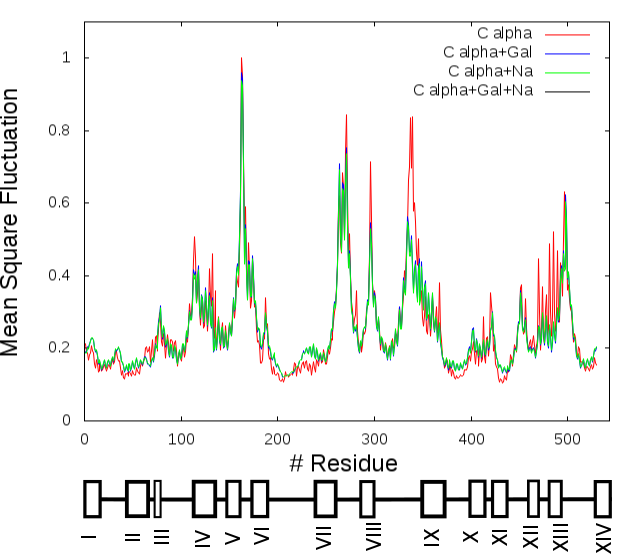 C alpha
C alpha+Gal
C alpha+Na
C alpha+Gal+Na
Mean Square Fluctuation
1
0.8
0.6
0.4
0.2
0
0 100 200 300 400 500
# Residue
I II III IV V VI VII VIII IX X XI XII XIII XIV